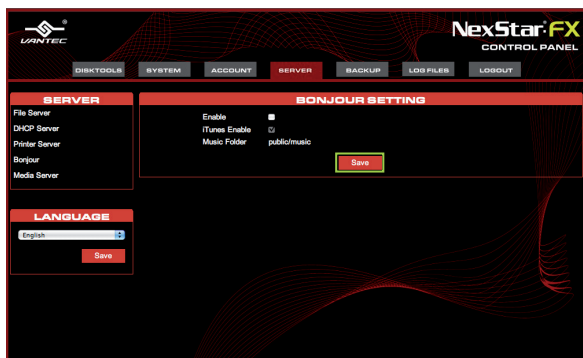 VANTEC
NexStar FX
CONTROL PANEL
DISKTOOLS SYSTEM ACCOUNT SERVER BACKUP LOG FILES LOGOUT
SERVER
File Server
DHCP Server
Printer Server
Bonjour
Media Server
BONJOUR SETTING
Enable
iTunes Enable
Music Folder public/music
Save
LANGUAGE
English
Save